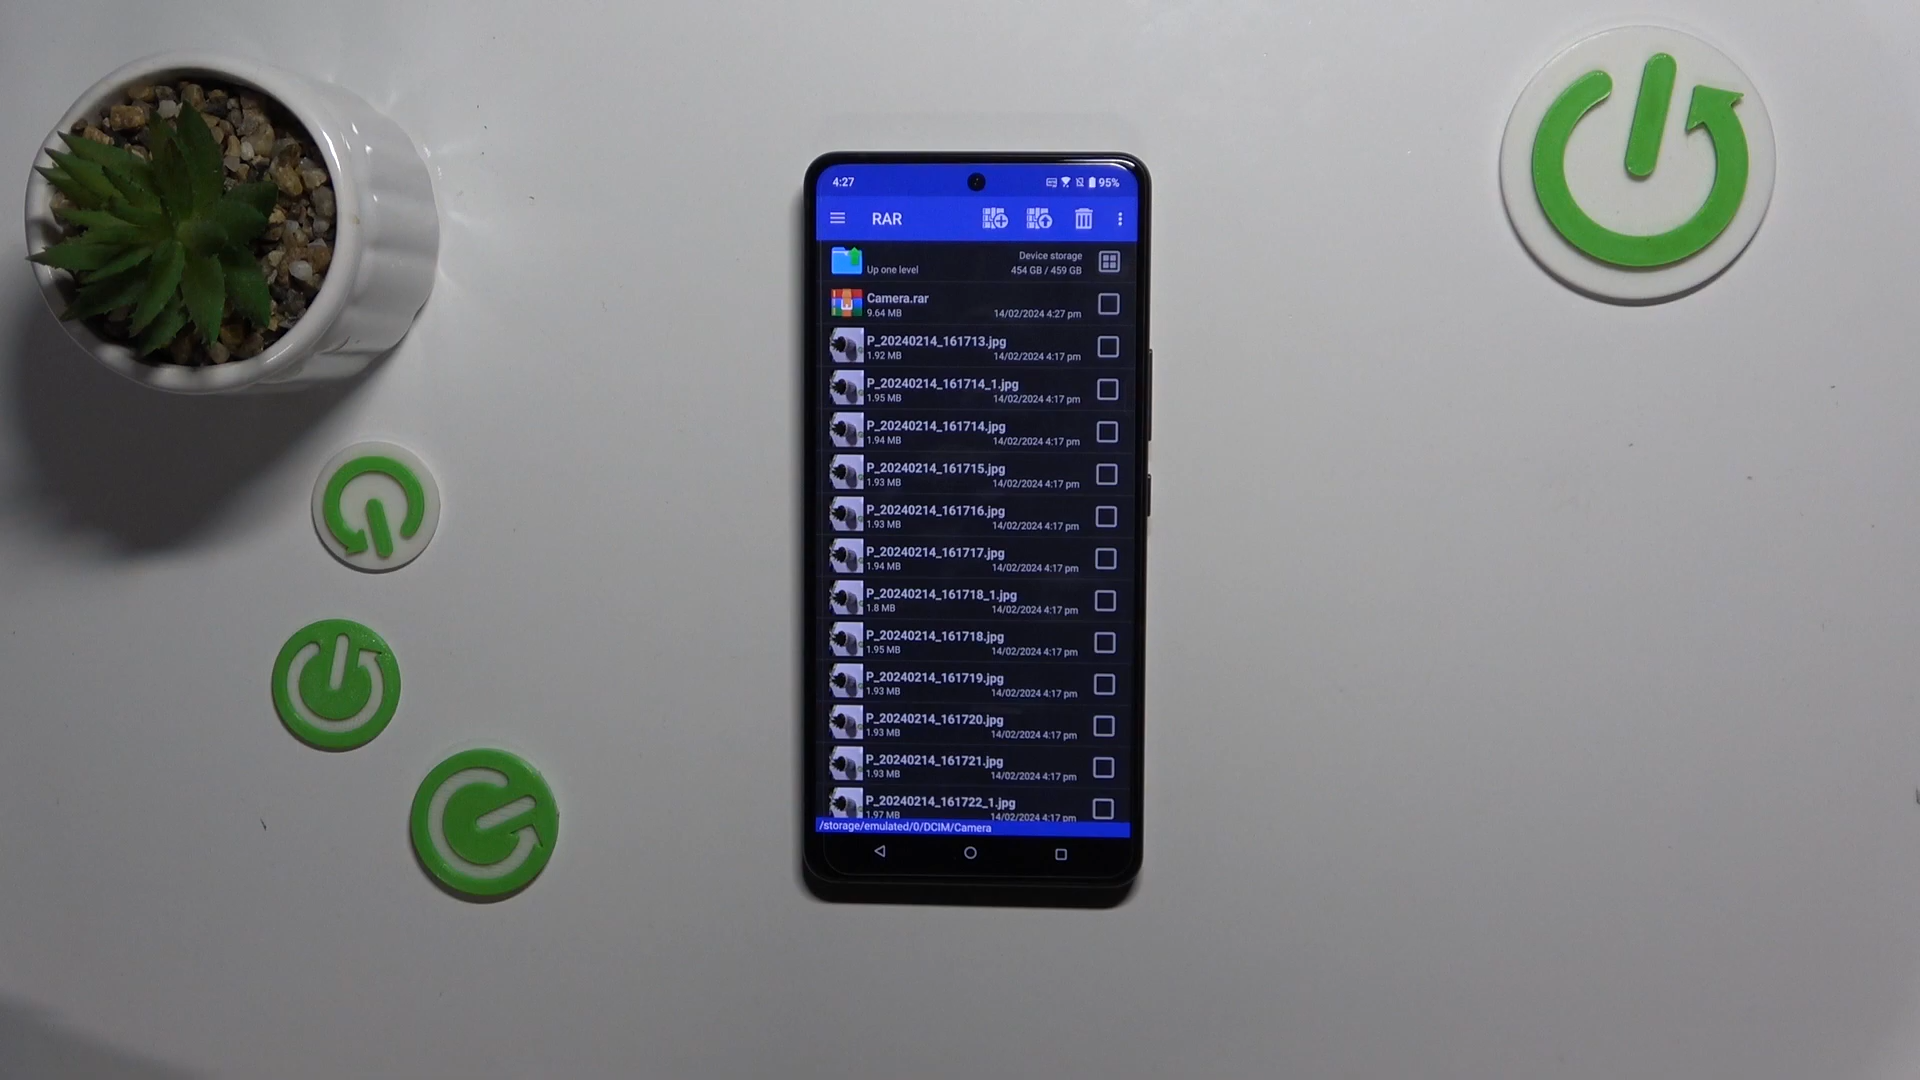 4:27 95%
RAR
Device storage
Up one level 454 GB / 459 GB
Camera.rar
9.64 MB 14/02/2024 4:27 pm
P_20240214_161713.jpg
1.92 MB 14/02/2024 4:17 pm
P_20240214_161714_1.jpg
1.95 MB 14/02/2024 4:17 pm
P_20240214_161714.jpg
1.94 MB 14/02/2024 4:17 pm
P_20240214_161715.jpg
1.93 MB 14/02/2024 4:17 pm
P_20240214_161716.jpg
1.93 MB 14/02/2024 4:17 pm
P_20240214_161717.jpg
1.94 MB 14/02/2024 4:17 pm
P_20240214_161718_1.jpg
1.8 MB 14/02/2024 4:17 pm
P_20240214_161718.jpg
1.95 MB 14/02/2024 4:17 pm
P_20240214_161719.jpg
1.93 MB 14/02/2024 4:17 pm
P_20240214_161720.jpg
1.93 MB 14/02/2024 4:17 pm
P_20240214_161721.jpg
1.93 MB 14/02/2024 4:17 pm
P_20240214_161722_1.jpg
1.97 MB 14/02/2024 4:17 pm
/storage/emulated/0/DCIM/Camera